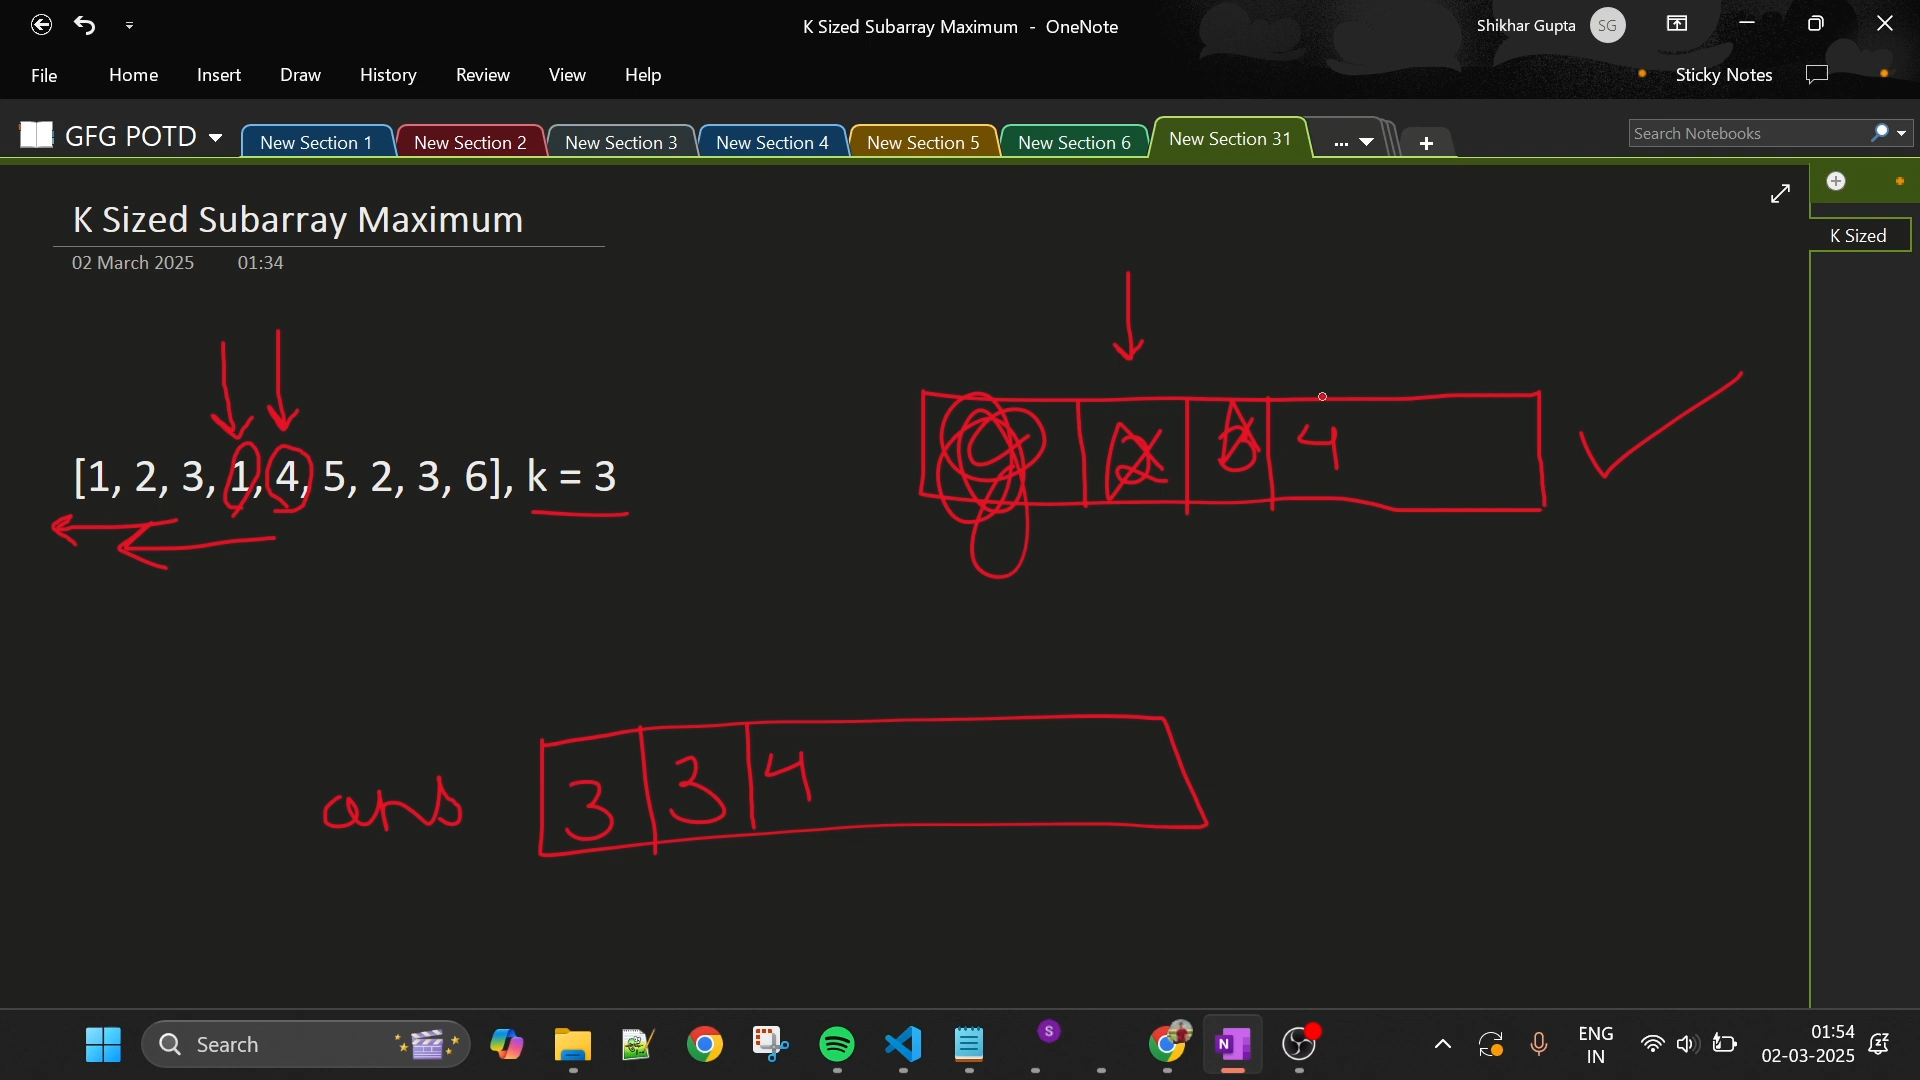 K Sized Subarray Maximum - OneNote
Shikhar Gupta SG
File Home Insert Draw History Review View Help
Sticky Notes
GFG POTD
New Section 1 New Section 2 New Section 3 New Section 4 New Section 5 New Section 6 New Section 31 ... +
Search Notebooks
K Sized Subarray Maximum
K Sized
02 March 2025 01:34
[1, 2, 3, 1, 4, 5, 2, 3, 6], k = 3
2 3 4
ans 3 3 4
Search
S
N
ENG
IN
01:54
02-03-2025